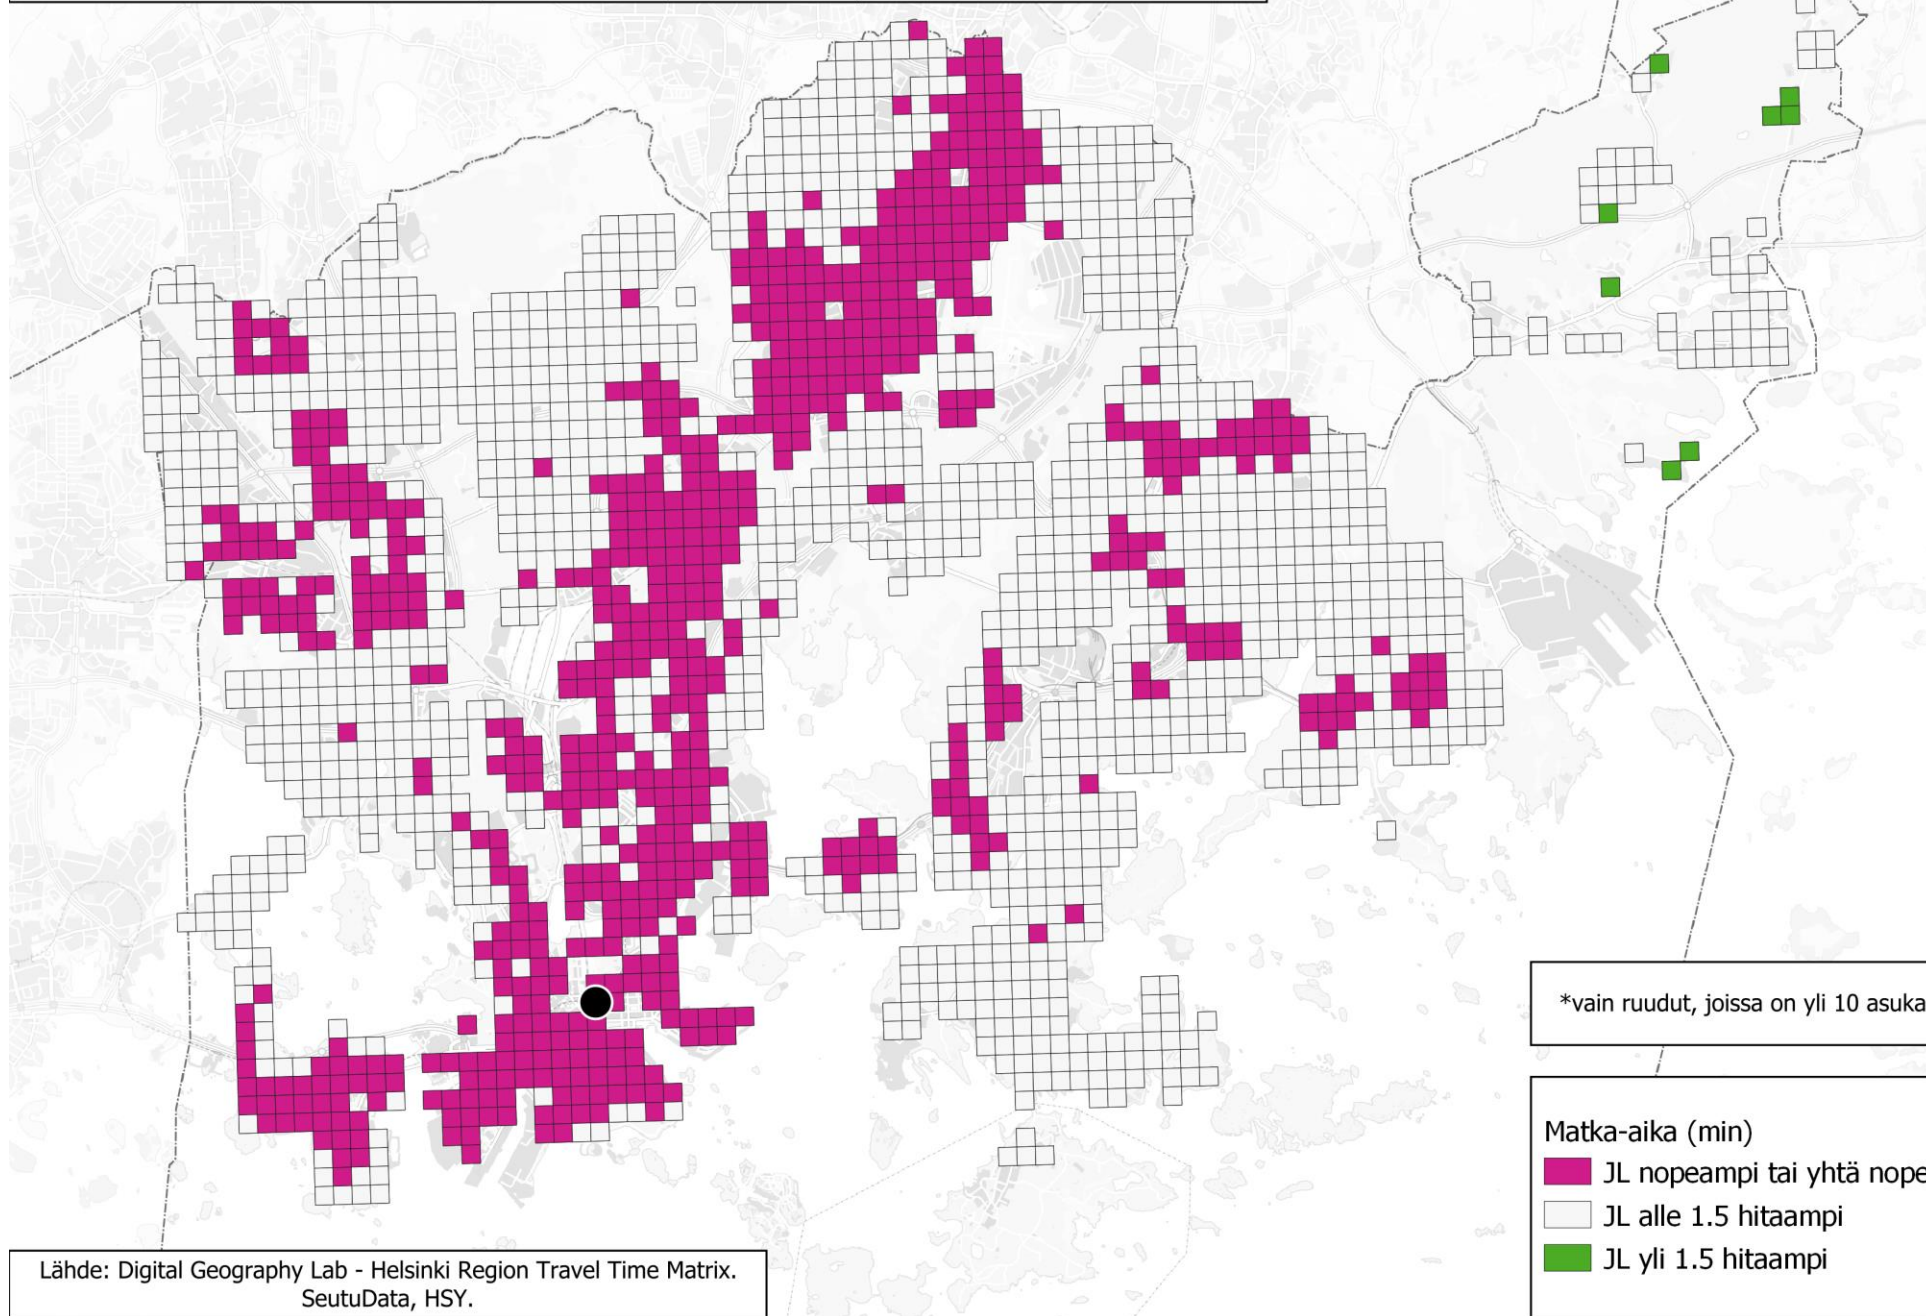 *vain ruudut, joissa on yli 10 asuka
Matka-aika (min)
JL nopeampi tai yhtä nope
JL alle 1.5 hitaampi
JL yli 1.5 hitaampi
Lähde: Digital Geography Lab - Helsinki Region Travel Time Matrix.
SeutuData, HSY.